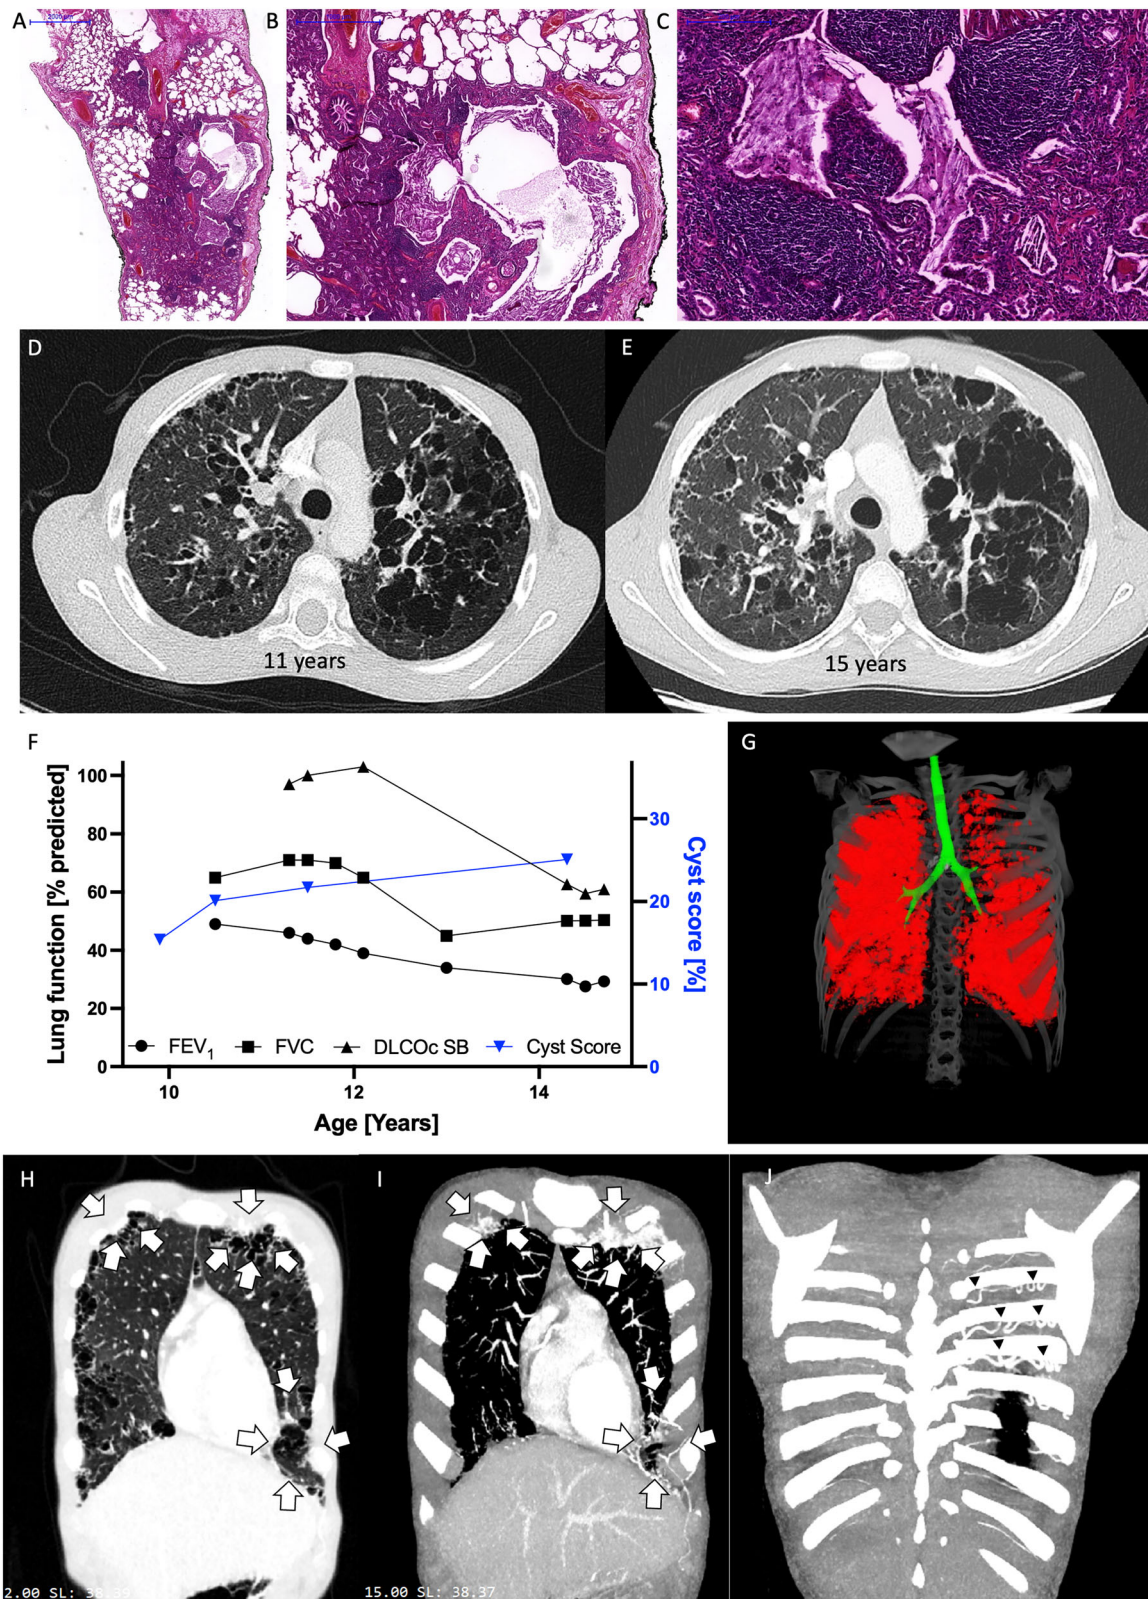 A
B
C
2000 µm
D
E
11 years
15 years
F
G
Lung function [% predicted]
100
80
60
40
20
0
30
20
10
0
Cyst score [%]
FEV1
FVC
DLCOc SB
Cyst Score
10
12
14
Age [Years]
H
I
J
2.00 SL: 38.39
15.00 SL: 38.37